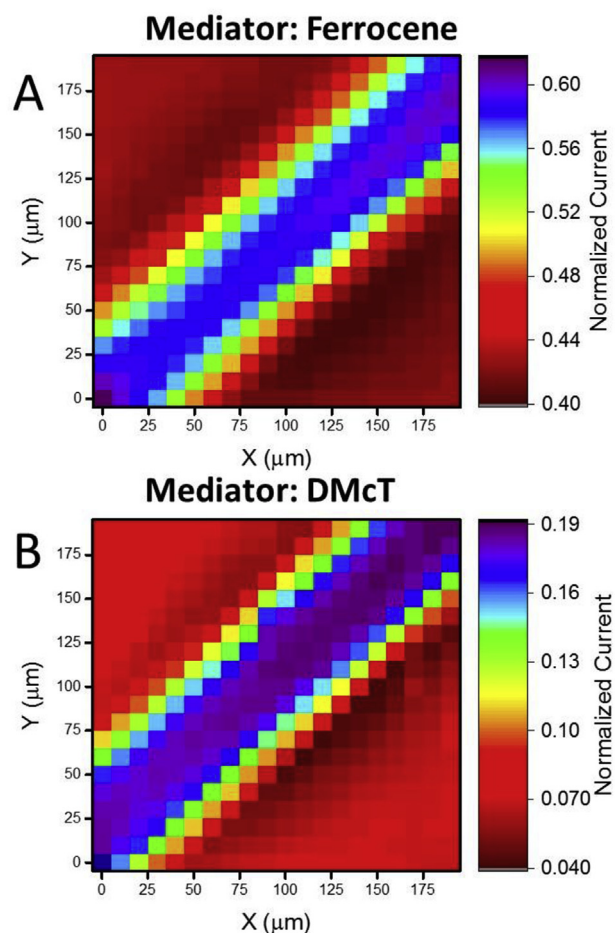 Mediator: Ferrocene
A
175
150
125
100
75
50
25
0
Y (μm)
0 25 50 75 100 125 150 175
X (μm)
0.60
0.56
0.52
0.48
0.44
0.40
Normalized Current
Mediator: DMcT
B
175
150
125
100
75
50
25
0
Y (μm)
0 25 50 75 100 125 150 175
X (μm)
0.19
0.16
0.13
0.10
0.070
0.040
Normalized Current